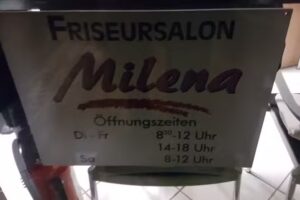 FRISEURSALON
Milena
Öffnungszeiten
Di - Fr 8³⁰-12 Uhr
14-18 Uhr
Sa 8-12 Uhr